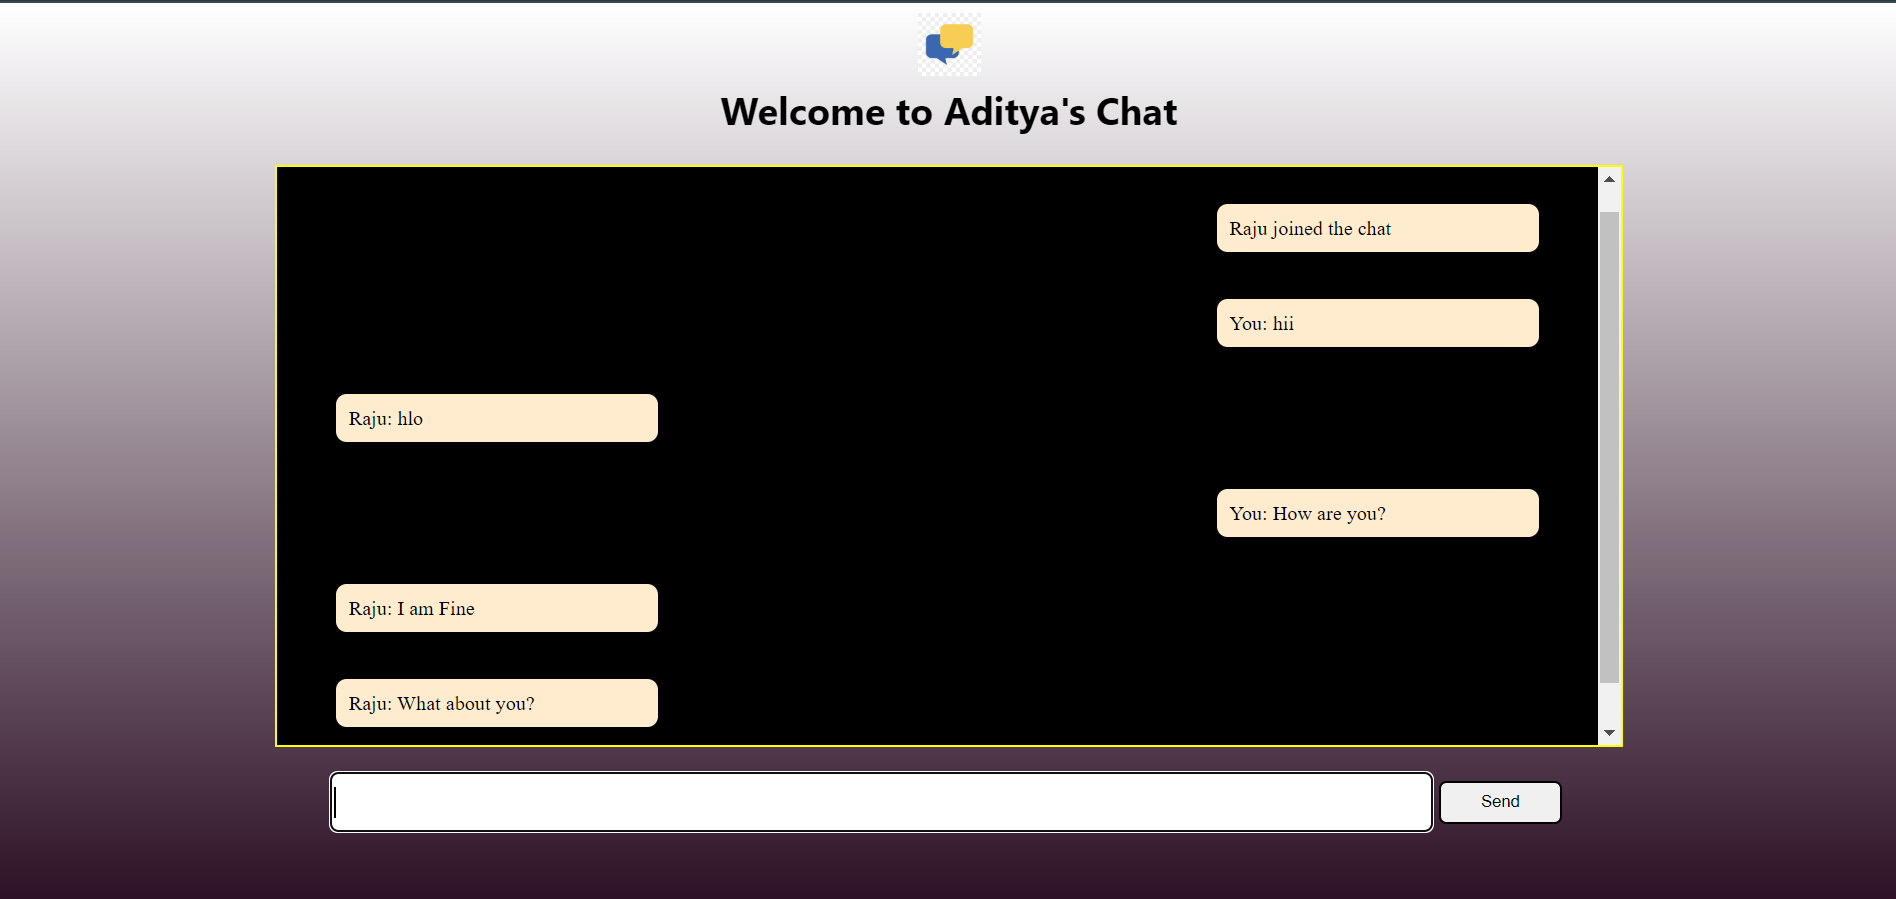 Welcome to Aditya's Chat
Raju joined the chat
You: hii
Raju: hlo
You: How are you?
Raju: I am Fine
Raju: What about you?
Send